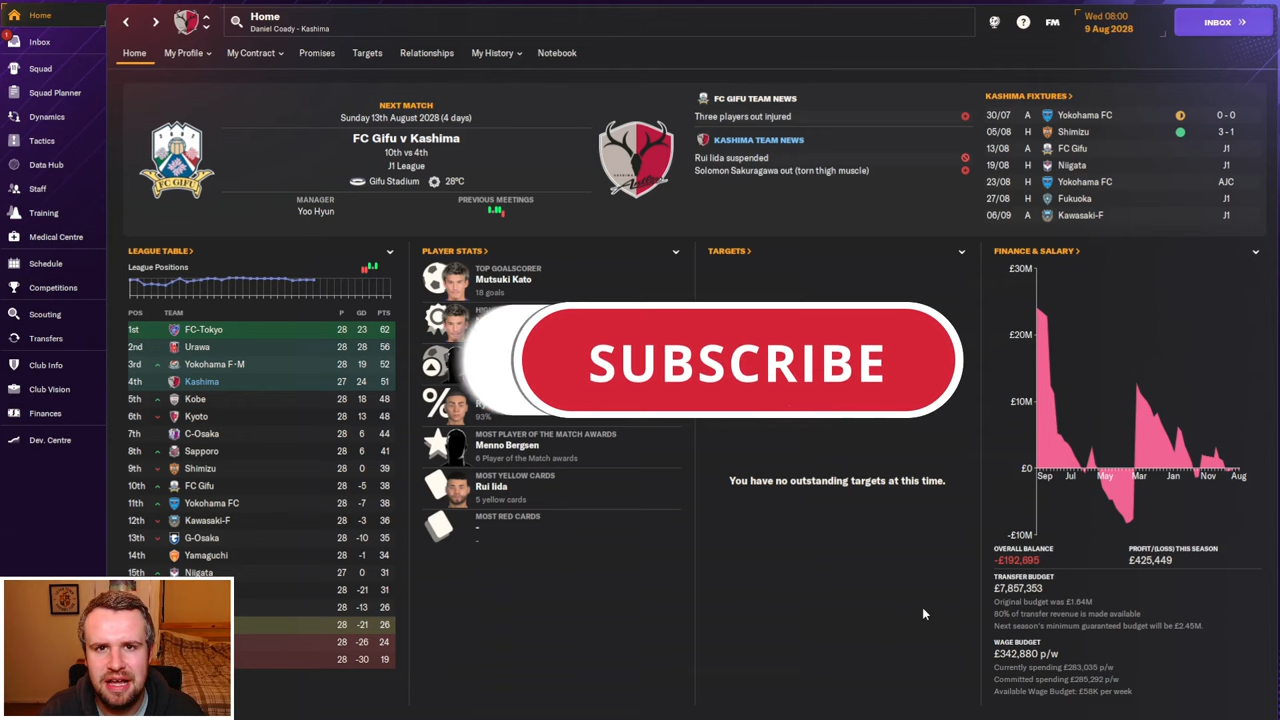 Home
Inbox
1
Squad
Squad Planner
Dynamics
Tactics
Data Hub
Staff
Training
Medical Centre
Schedule
Competitions
Scouting
Transfers
Club Info
Club Vision
Finances
Dev. Centre
Home
Daniel Coady - Kashima
FM
Wed 08:00
9 Aug 2028
INBOX
Home
My Profile
My Contract
Promises
Targets
Relationships
My History
Notebook
NEXT MATCH
Sunday 13th August 2028 (4 days)
FC Gifu v Kashima
10th vs 4th
J1 League
Gifu Stadium 28ºC
MANAGER
Yoo Hyun
PREVIOUS MEETINGS
FC GIFU
FC GIFU TEAM NEWS
Three players out injured
KASHIMA TEAM NEWS
Rui Iida suspended
Solomon Sakuragawa out (torn thigh muscle)
KASHIMA FIXTURES >
30/07 A Yokohama FC 0 - 0
05/08 H Shimizu 3 - 1
13/08 A FC Gifu J1
19/08 H Niigata J1
23/08 H Yokohama FC AJC
27/08 H Fukuoka J1
06/09 A Kawasaki-F J1
LEAGUE TABLE >
League Positions
POS TEAM P GD PTS
1st FC-Tokyo 28 23 62
2nd Urawa 28 28 56
3rd Yokohama F-M 28 19 52
4th Kashima 27 24 51
5th Kobe 28 18 48
6th Kyoto 28 13 48
7th C-Osaka 28 6 44
8th Sapporo 28 6 41
9th Shimizu 28 0 39
10th FC Gifu 28 -5 38
11th Yokohama FC 28 -7 38
12th Kawasaki-F 28 -3 36
13th G-Osaka 28 -10 35
14th Yamaguchi 28 -1 34
15th Niigata 27 0 31
28 -21 31
28 -13 26
28 -21 26
28 -26 24
28 -30 19
PLAYER STATS >
TOP GOALSCORER
Mutsuki Kato
18 goals
93%
MOST PLAYER OF THE MATCH AWARDS
Menno Bergsen
6 Player of the Match awards
MOST YELLOW CARDS
Rui Iida
5 yellow cards
MOST RED CARDS
-
-
SUBSCRIBE
TARGETS >
You have no outstanding targets at this time.
FINANCE & SALARY >
£30M
£20M
£10M
£0
-£10M
Sep Jul May Mar Jan Nov Aug
OVERALL BALANCE
-£192,695
PROFIT/(LOSS) THIS SEASON
£425,449
TRANSFER BUDGET
£7,857,353
Original budget was £1.64M
80% of transfer revenue is made available
Next season's minimum guaranteed budget will be £2.45M.
WAGE BUDGET
£342,880 p/w
Currently spending £283,035 p/w
Committed spending £285,292 p/w
Available Wage Budget: £58K per week